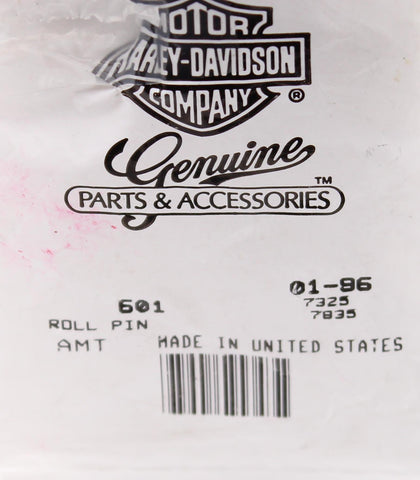 MOTOR
HARLEY-DAVIDSON
COMPANY ®
Genuine
PARTS & ACCESSORIES ™
01-96
601
7325
7835
ROLL PIN
AMT MADE IN UNITED STATES